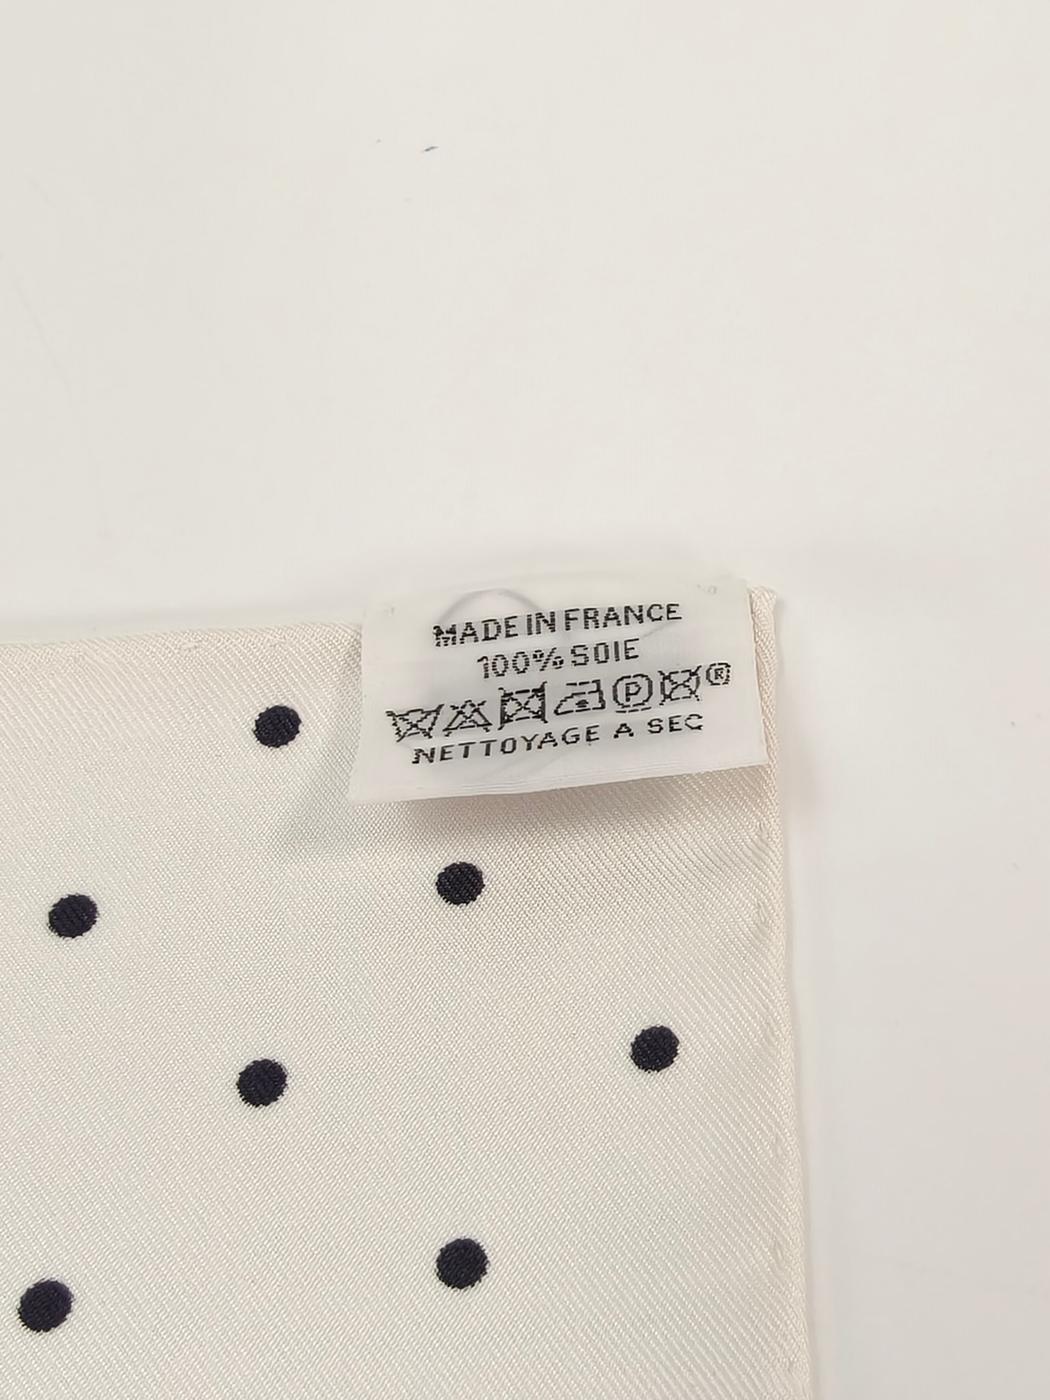 MADE IN FRANCE
100% SOIE
P ®
NETTOYAGE A SEC